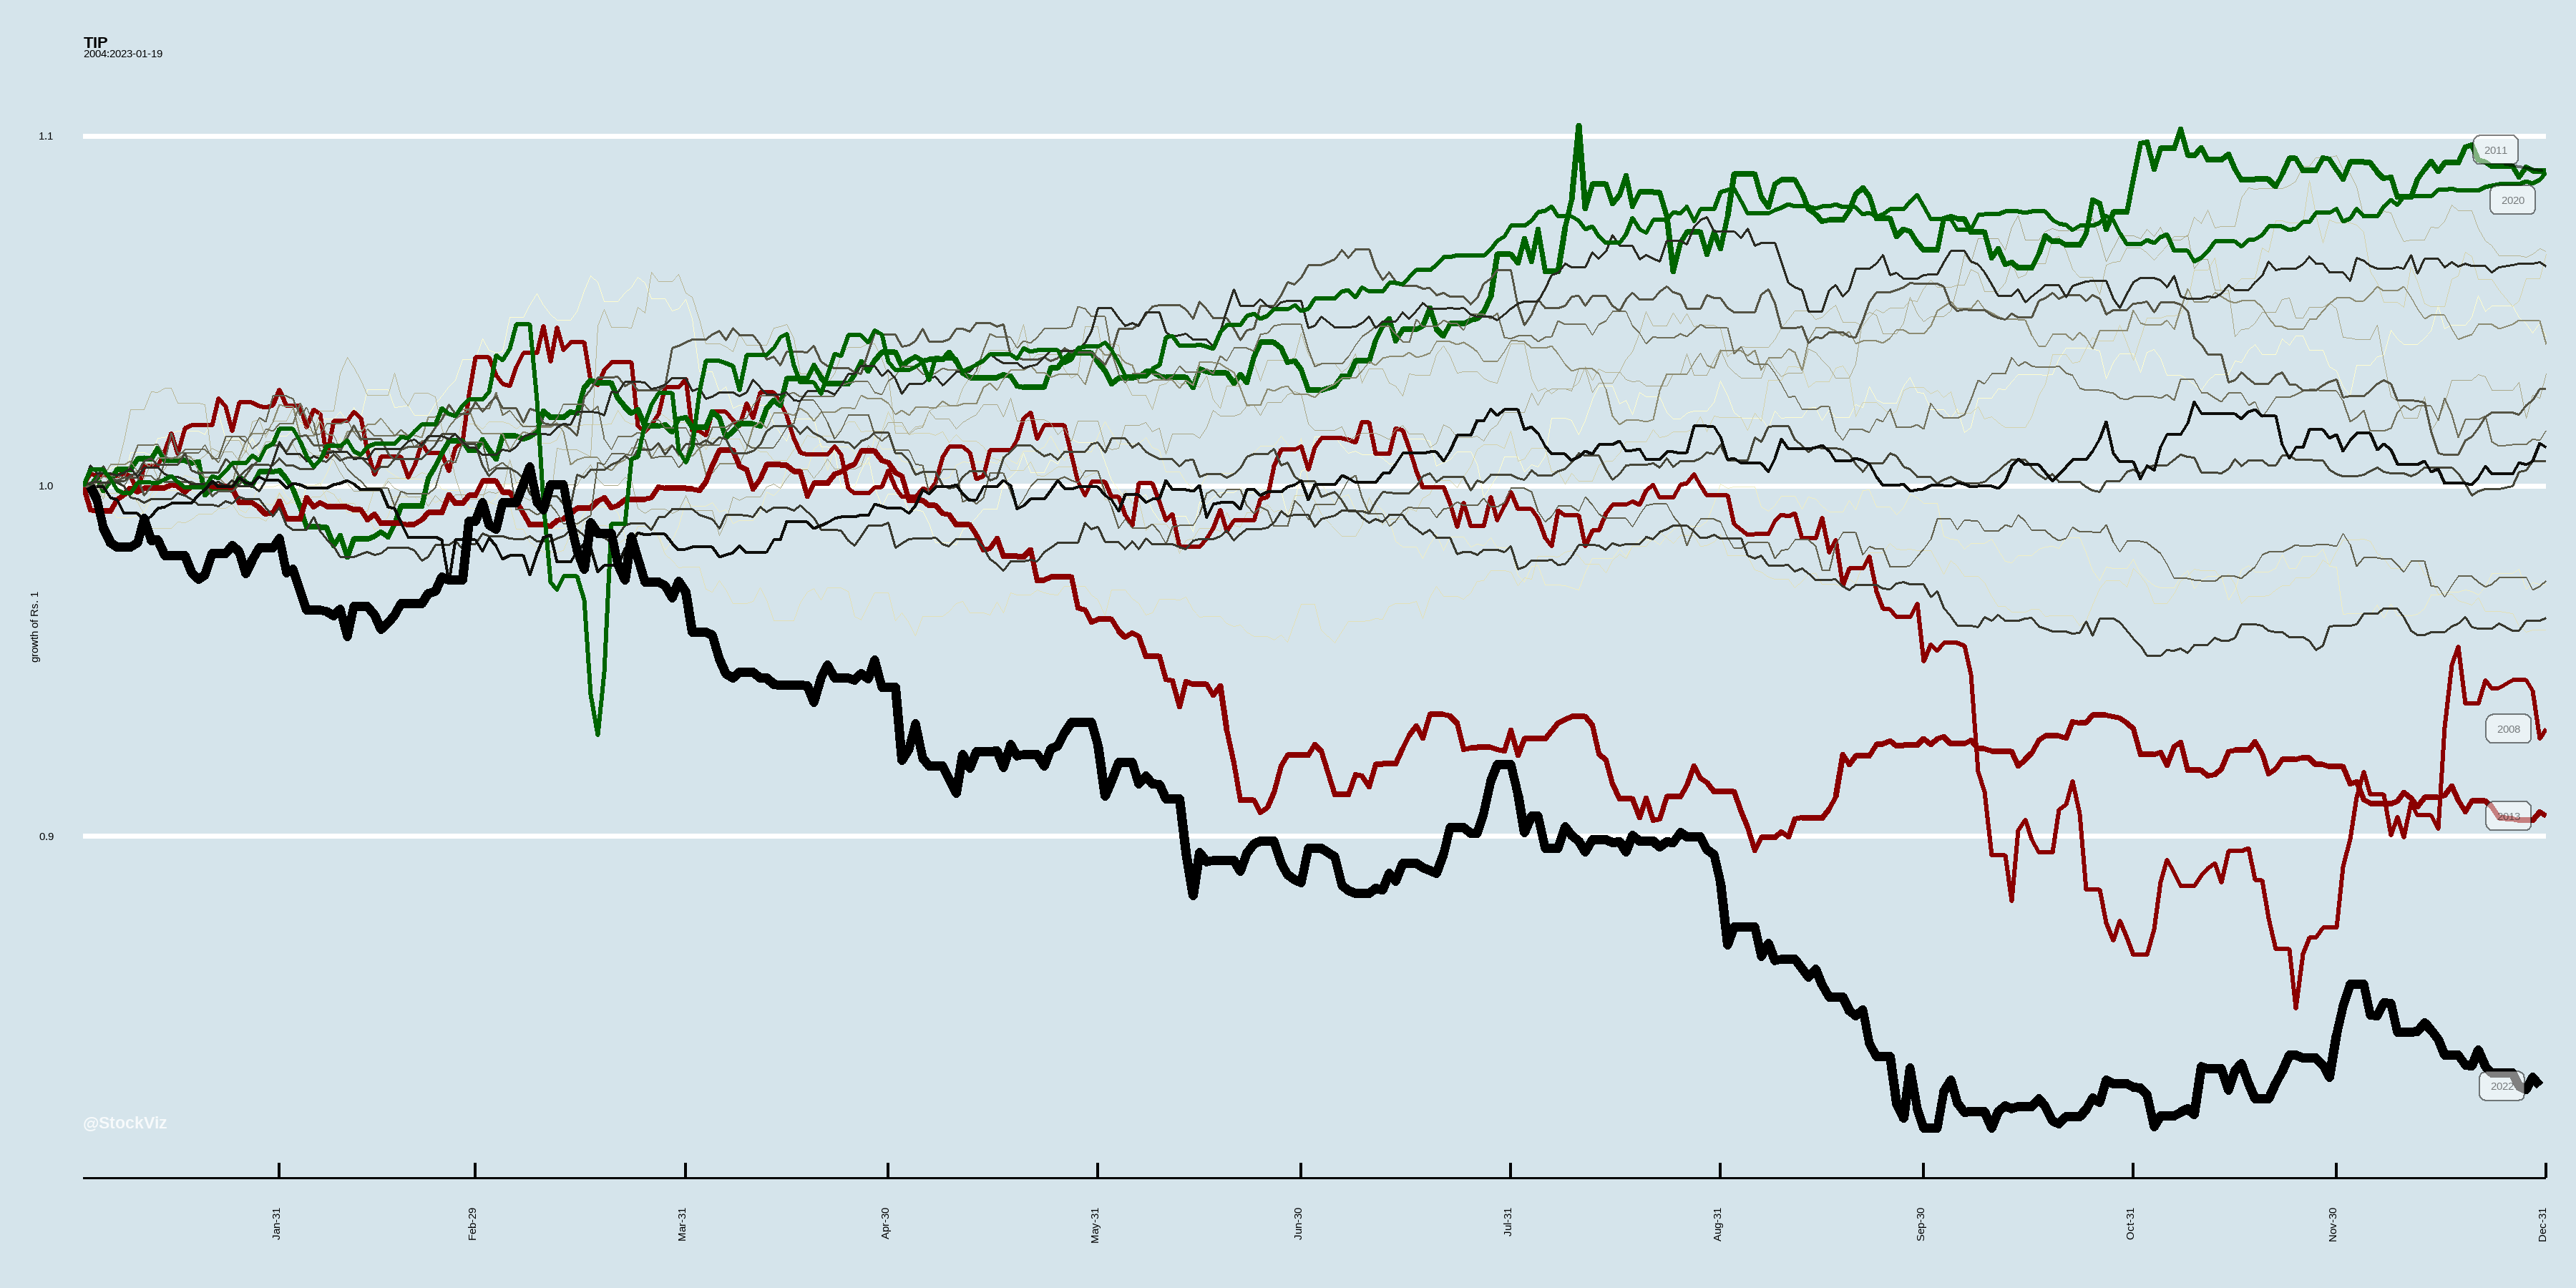 TIP
2004:2023-01-19
1.1
1.0
0.9
growth of Rs. 1
2011
2020
2008
2013
2022
@StockViz
Jan-31
Feb-29
Mar-31
Apr-30
May-31
Jun-30
Jul-31
Aug-31
Sep-30
Oct-31
Nov-30
Dec-31